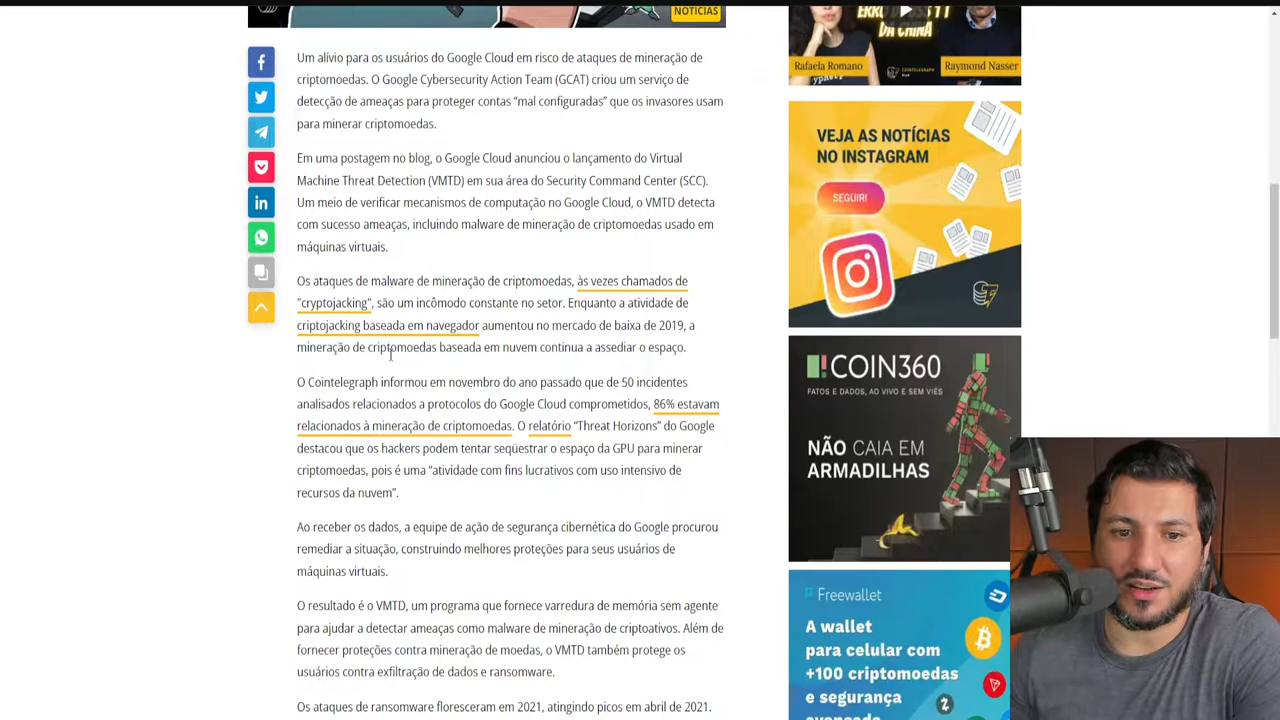 NOTÍCIAS
Um alívio para os usuários do Google Cloud em risco de ataques de mineração de
criptomoedas. O Google Cybersecurity Action Team (GCAT) criou um serviço de
detecção de ameaças para proteger contas “mal configuradas” que os invasores usam
para minerar criptomoedas.
Em uma postagem no blog, o Google Cloud anunciou o lançamento do Virtual
Machine Threat Detection (VMTD) em sua área do Security Command Center (SCC).
Um meio de verificar mecanismos de computação no Google Cloud, o VMTD detecta
com sucesso ameaças, incluindo malware de mineração de criptomoedas usado em
máquinas virtuais.
Os ataques de malware de mineração de criptomoedas, às vezes chamados de
"cryptojacking", são um incômodo constante no setor. Enquanto a atividade de
criptojacking baseada em navegador aumentou no mercado de baixa de 2019, a
mineração de criptomoedas baseada em nuvem continua a assediar o espaço.
O Cointelegraph informou em novembro do ano passado que de 50 incidentes
analisados relacionados a protocolos do Google Cloud comprometidos, 86% estavam
relacionados à mineração de criptomoedas. O relatório “Threat Horizons” do Google
destacou que os hackers podem tentar seqüestrar o espaço da GPU para minerar
criptomoedas, pois é uma “atividade com fins lucrativos com uso intensivo de
recursos da nuvem”.
Ao receber os dados, a equipe de ação de segurança cibernética do Google procurou
remediar a situação, construindo melhores proteções para seus usuários de
máquinas virtuais.
O resultado é o VMTD, um programa que fornece varredura de memória sem agente
para ajudar a detectar ameaças como malware de mineração de criptoativos. Além de
fornecer proteções contra mineração de moedas, o VMTD também protege os
usuários contra exfiltração de dados e ransomware.
Os ataques de ransomware floresceram em 2021, atingindo picos em abril de 2021.
DA CHINA
Rafaela Romano
COINTELEGRAPH
Raymond Nasser
VEJA AS NOTÍCIAS
NO INSTAGRAM
SEGUIR!
COIN360
FATOS E DADOS, AO VIVO E SEM VIÉS
NÃO CAIA EM
ARMADILHAS
Freewallet
A wallet
para celular com
+100 criptomoedas
e segurança
avançada